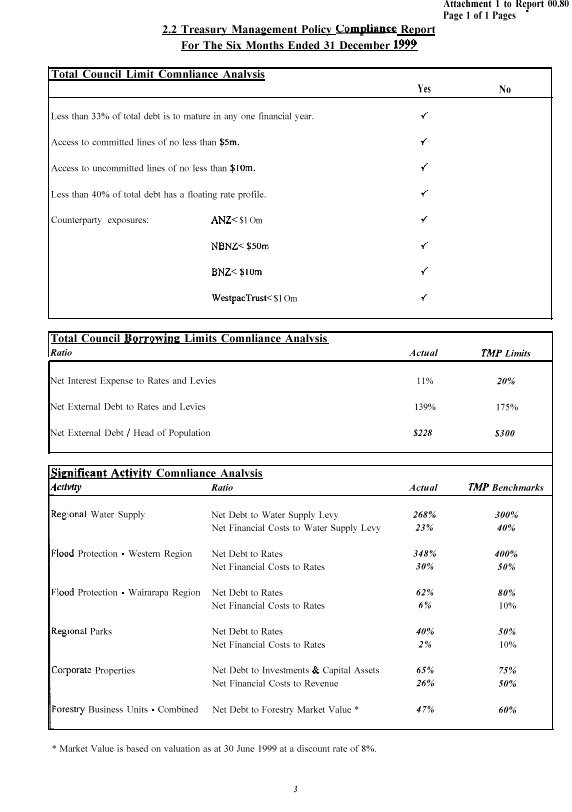 Attachment 1 to Report 00.80
Page 1 of 1 Pages
2.2 Treasury Management Policy Compliance Report
For The Six Months Ended 31 December 1999
Total Council Limit Comnliance Analysis
Yes No
Less than 33% of total debt is to mature in any one financial year. ✓
Access to committed lines of no less than $5m. ✓
Access to uncommitted lines of no less than $10m. ✓
Less than 40% of total debt has a floating rate profile. ✓
Counterparty exposures: ANZ<$1Om ✓
NBNZ< $50m ✓
BNZ< $10m ✓
WestpacTrust<$1Om ✓
Total Council Borrowing Limits Comnliance Analysis
Ratio Actual TMP Limits
Net Interest Expense to Rates and Levies 11% 20%
Net External Debt to Rates and Levies 139% 175%
Net External Debt / Head of Population $228 $300
Significant Activity Comnliance Analysis
Activity Ratio Actual TMP Benchmarks
Regional Water Supply Net Debt to Water Supply Levy 268% 300%
Net Financial Costs to Water Supply Levy 23% 40%
Flood Protection • Western Region Net Debt to Rates 348% 400%
Net Financial Costs to Rates 30% 50%
Flood Protection • Wairarapa Region Net Debt to Rates 62% 80%
Net Financial Costs to Rates 6% 10%
Regional Parks Net Debt to Rates 40% 50%
Net Financial Costs to Rates 2% 10%
Corporate Properties Net Debt to Investments & Capital Assets 65% 75%
Net Financial Costs to Revenue 26% 50%
Forestry Business Units • Combined Net Debt to Forestry Market Value * 47% 60%
* Market Value is based on valuation as at 30 June 1999 at a discount rate of 8%.
3